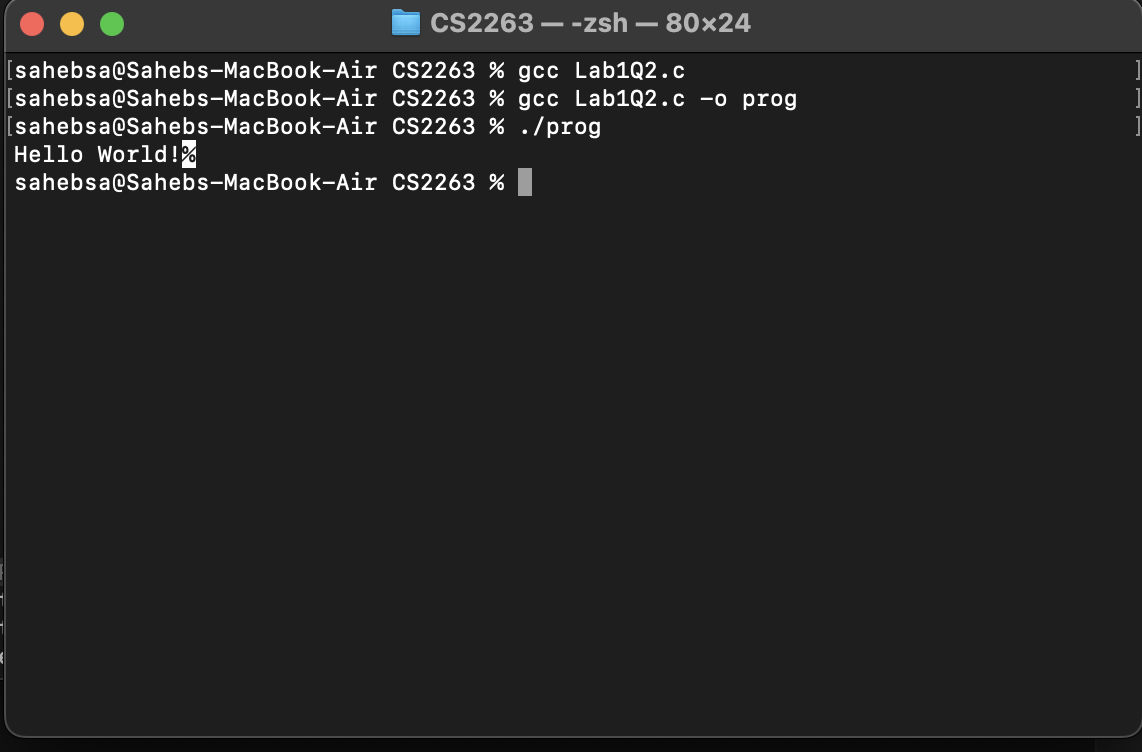 CS2263 — -zsh — 80×24
[sahebsa@Sahebs-MacBook-Air CS2263 % gcc Lab1Q2.c ]
[sahebsa@Sahebs-MacBook-Air CS2263 % gcc Lab1Q2.c -o prog ]
[sahebsa@Sahebs-MacBook-Air CS2263 % ./prog ]
Hello World!%
sahebsa@Sahebs-MacBook-Air CS2263 %